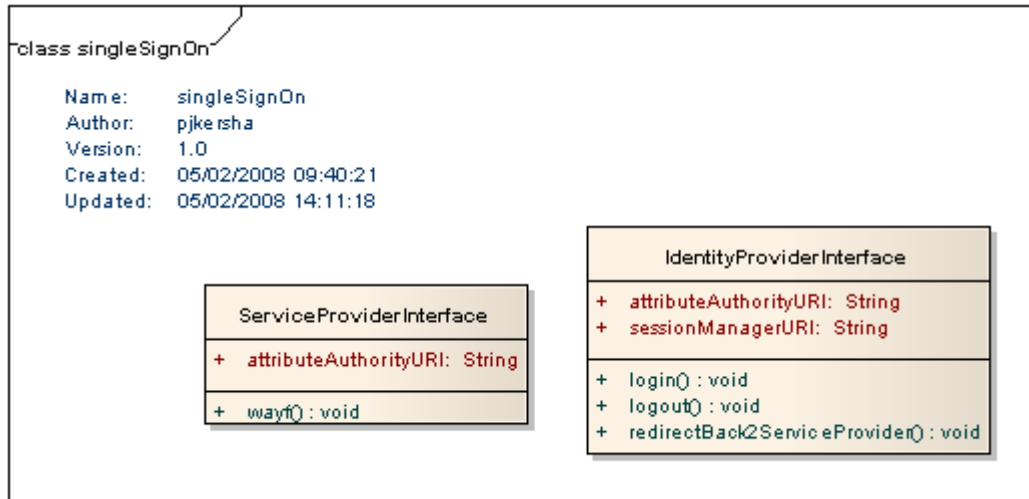 class singleSignOn
Name: singleSignOn
Author: pjkersha
Version: 1.0
Created: 05/02/2008 09:40:21
Updated: 05/02/2008 14:11:18
ServiceProviderInterface
+ attributeAuthorityURI: String
+ wayf() : void
IdentityProviderInterface
+ attributeAuthorityURI: String
+ sessionManagerURI: String
+ login() : void
+ logout() : void
+ redirectBack2ServiceProvider() : void